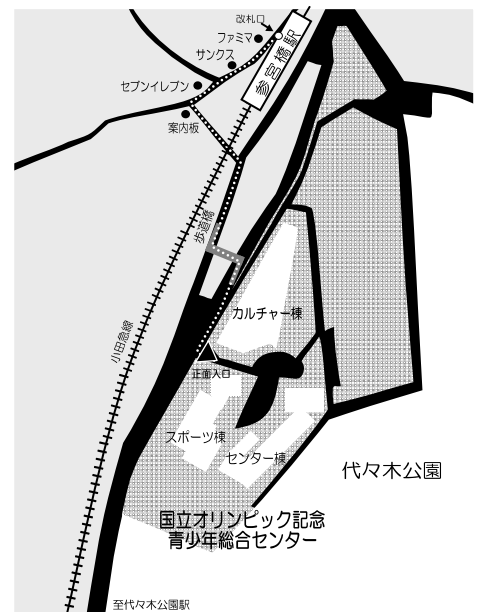 改札口
ファミマ
サンクス
参宮橋駅
セブンイレブン
案内板
歩道橋
カルチャー棟
小田急線
正面入口
スポーツ棟
センター棟
代々木公園
国立オリンピック記念
青少年総合センター
至代々木公園駅